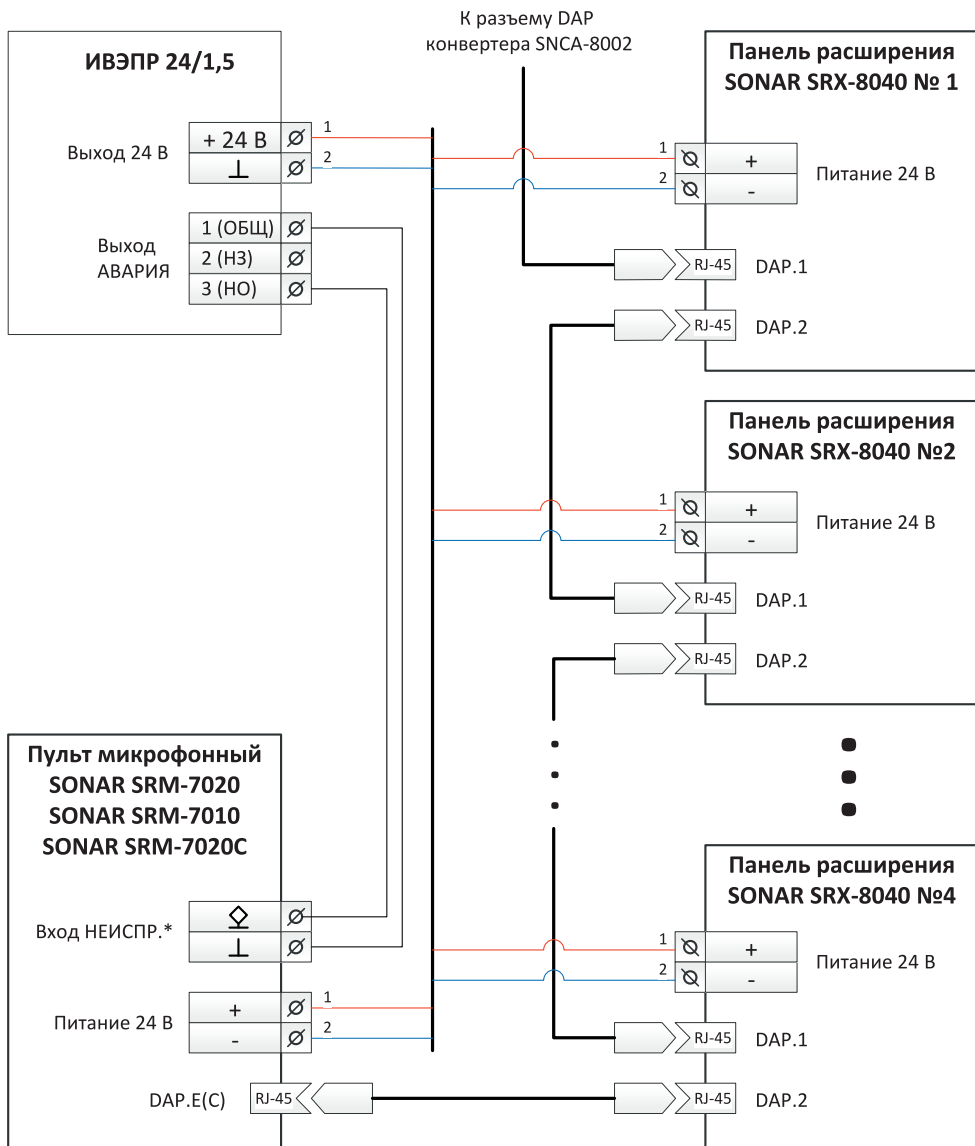 К разъему DAP
конвертера SNCA-8002
ИВЭПР 24/1,5
Выход 24 В
+ 24 В
1
⊥
2
Выход
АВАРИЯ
1 (ОБЩ)
2 (НЗ)
3 (НО)
Панель расширения
SONAR SRX-8040 № 1
1
+
2
-
Питание 24 В
RJ-45
DAP.1
RJ-45
DAP.2
Панель расширения
SONAR SRX-8040 №2
1
+
2
-
Питание 24 В
RJ-45
DAP.1
RJ-45
DAP.2
Пульт микрофонный
SONAR SRM-7020
SONAR SRM-7010
SONAR SRM-7020C
Вход НЕИСПР.*
⊥
Питание 24 В
+
1
-
2
DAP.E(C)
RJ-45
Панель расширения
SONAR SRX-8040 №4
1
+
2
-
Питание 24 В
RJ-45
DAP.1
RJ-45
DAP.2